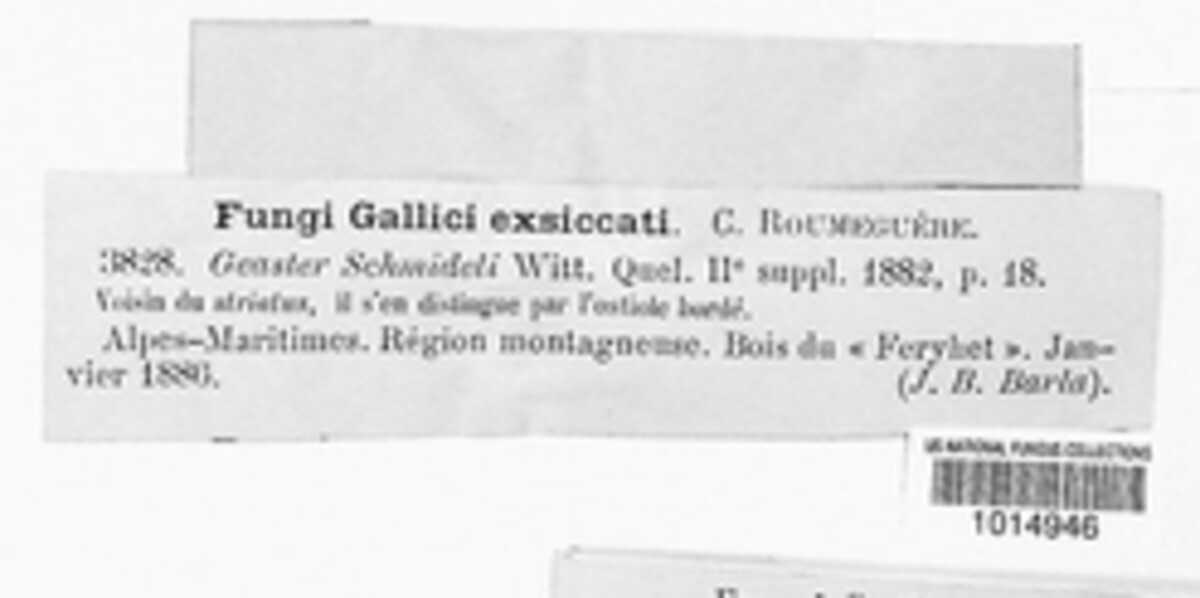 Fungi Gallici exsiccati. C. ROUMEGUÈRE.
3828. Geaster Schmideli Witt. Quel. IIe suppl. 1882, p. 18.
Voisin du striatus, il s'en distingue par l'ostiole bordé.
Alpes-Maritimes. Région montagneuse. Bois du « Feryhet ». Jan-
vier 1886.
(J. B. Barla).
US NATIONAL FUNGUS COLLECTIONS
1014946